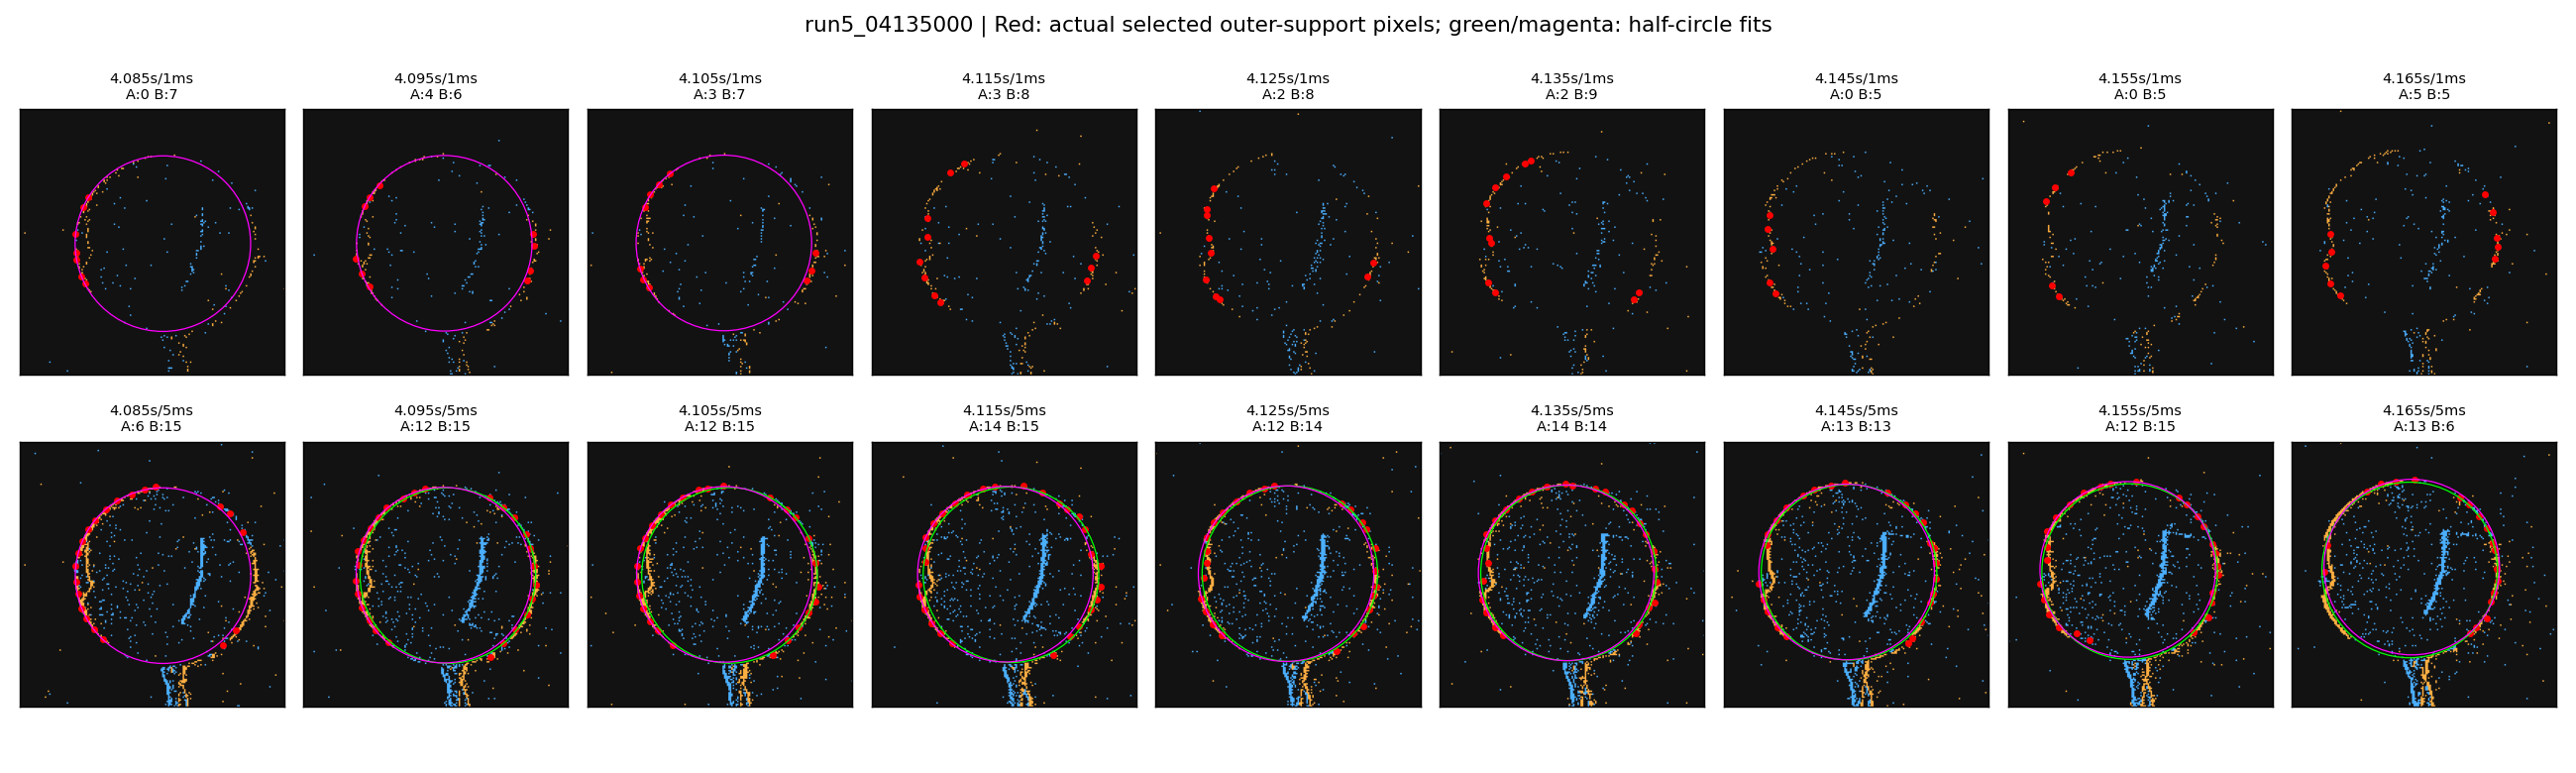 run5_04135000 | Red: actual selected outer-support pixels; green/magenta: half-circle fits
4.085s/1ms
A:0 B:7
4.095s/1ms
A:4 B:6
4.105s/1ms
A:3 B:7
4.115s/1ms
A:3 B:8
4.125s/1ms
A:2 B:8
4.135s/1ms
A:2 B:9
4.145s/1ms
A:0 B:5
4.155s/1ms
A:0 B:5
4.165s/1ms
A:5 B:5
4.085s/5ms
A:6 B:15
4.095s/5ms
A:12 B:15
4.105s/5ms
A:12 B:15
4.115s/5ms
A:14 B:15
4.125s/5ms
A:12 B:14
4.135s/5ms
A:14 B:14
4.145s/5ms
A:13 B:13
4.155s/5ms
A:12 B:15
4.165s/5ms
A:13 B:6